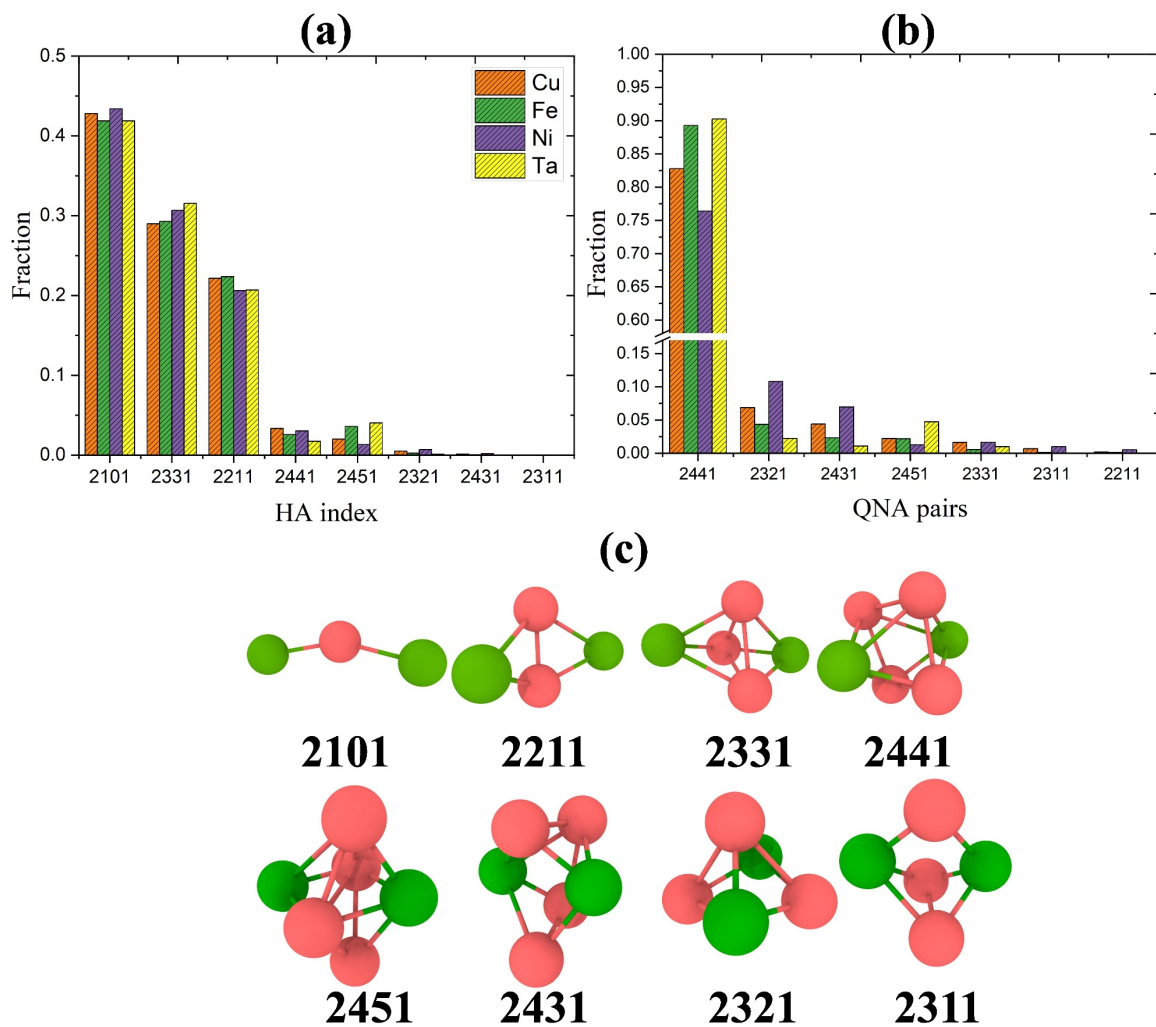 (a)
0.5
0.4
0.3
0.2
0.1
0.0
Fraction
Cu
Fe
Ni
Ta
2101 2331 2211 2441 2451 2321 2431 2311
HA index
(b)
1.00
0.95
0.90
0.85
0.80
0.75
0.70
0.65
0.60
0.15
0.10
0.05
0.00
Fraction
2441 2321 2431 2451 2331 2311 2211
QNA pairs
(c)
2101 2211 2331 2441
2451 2431 2321 2311